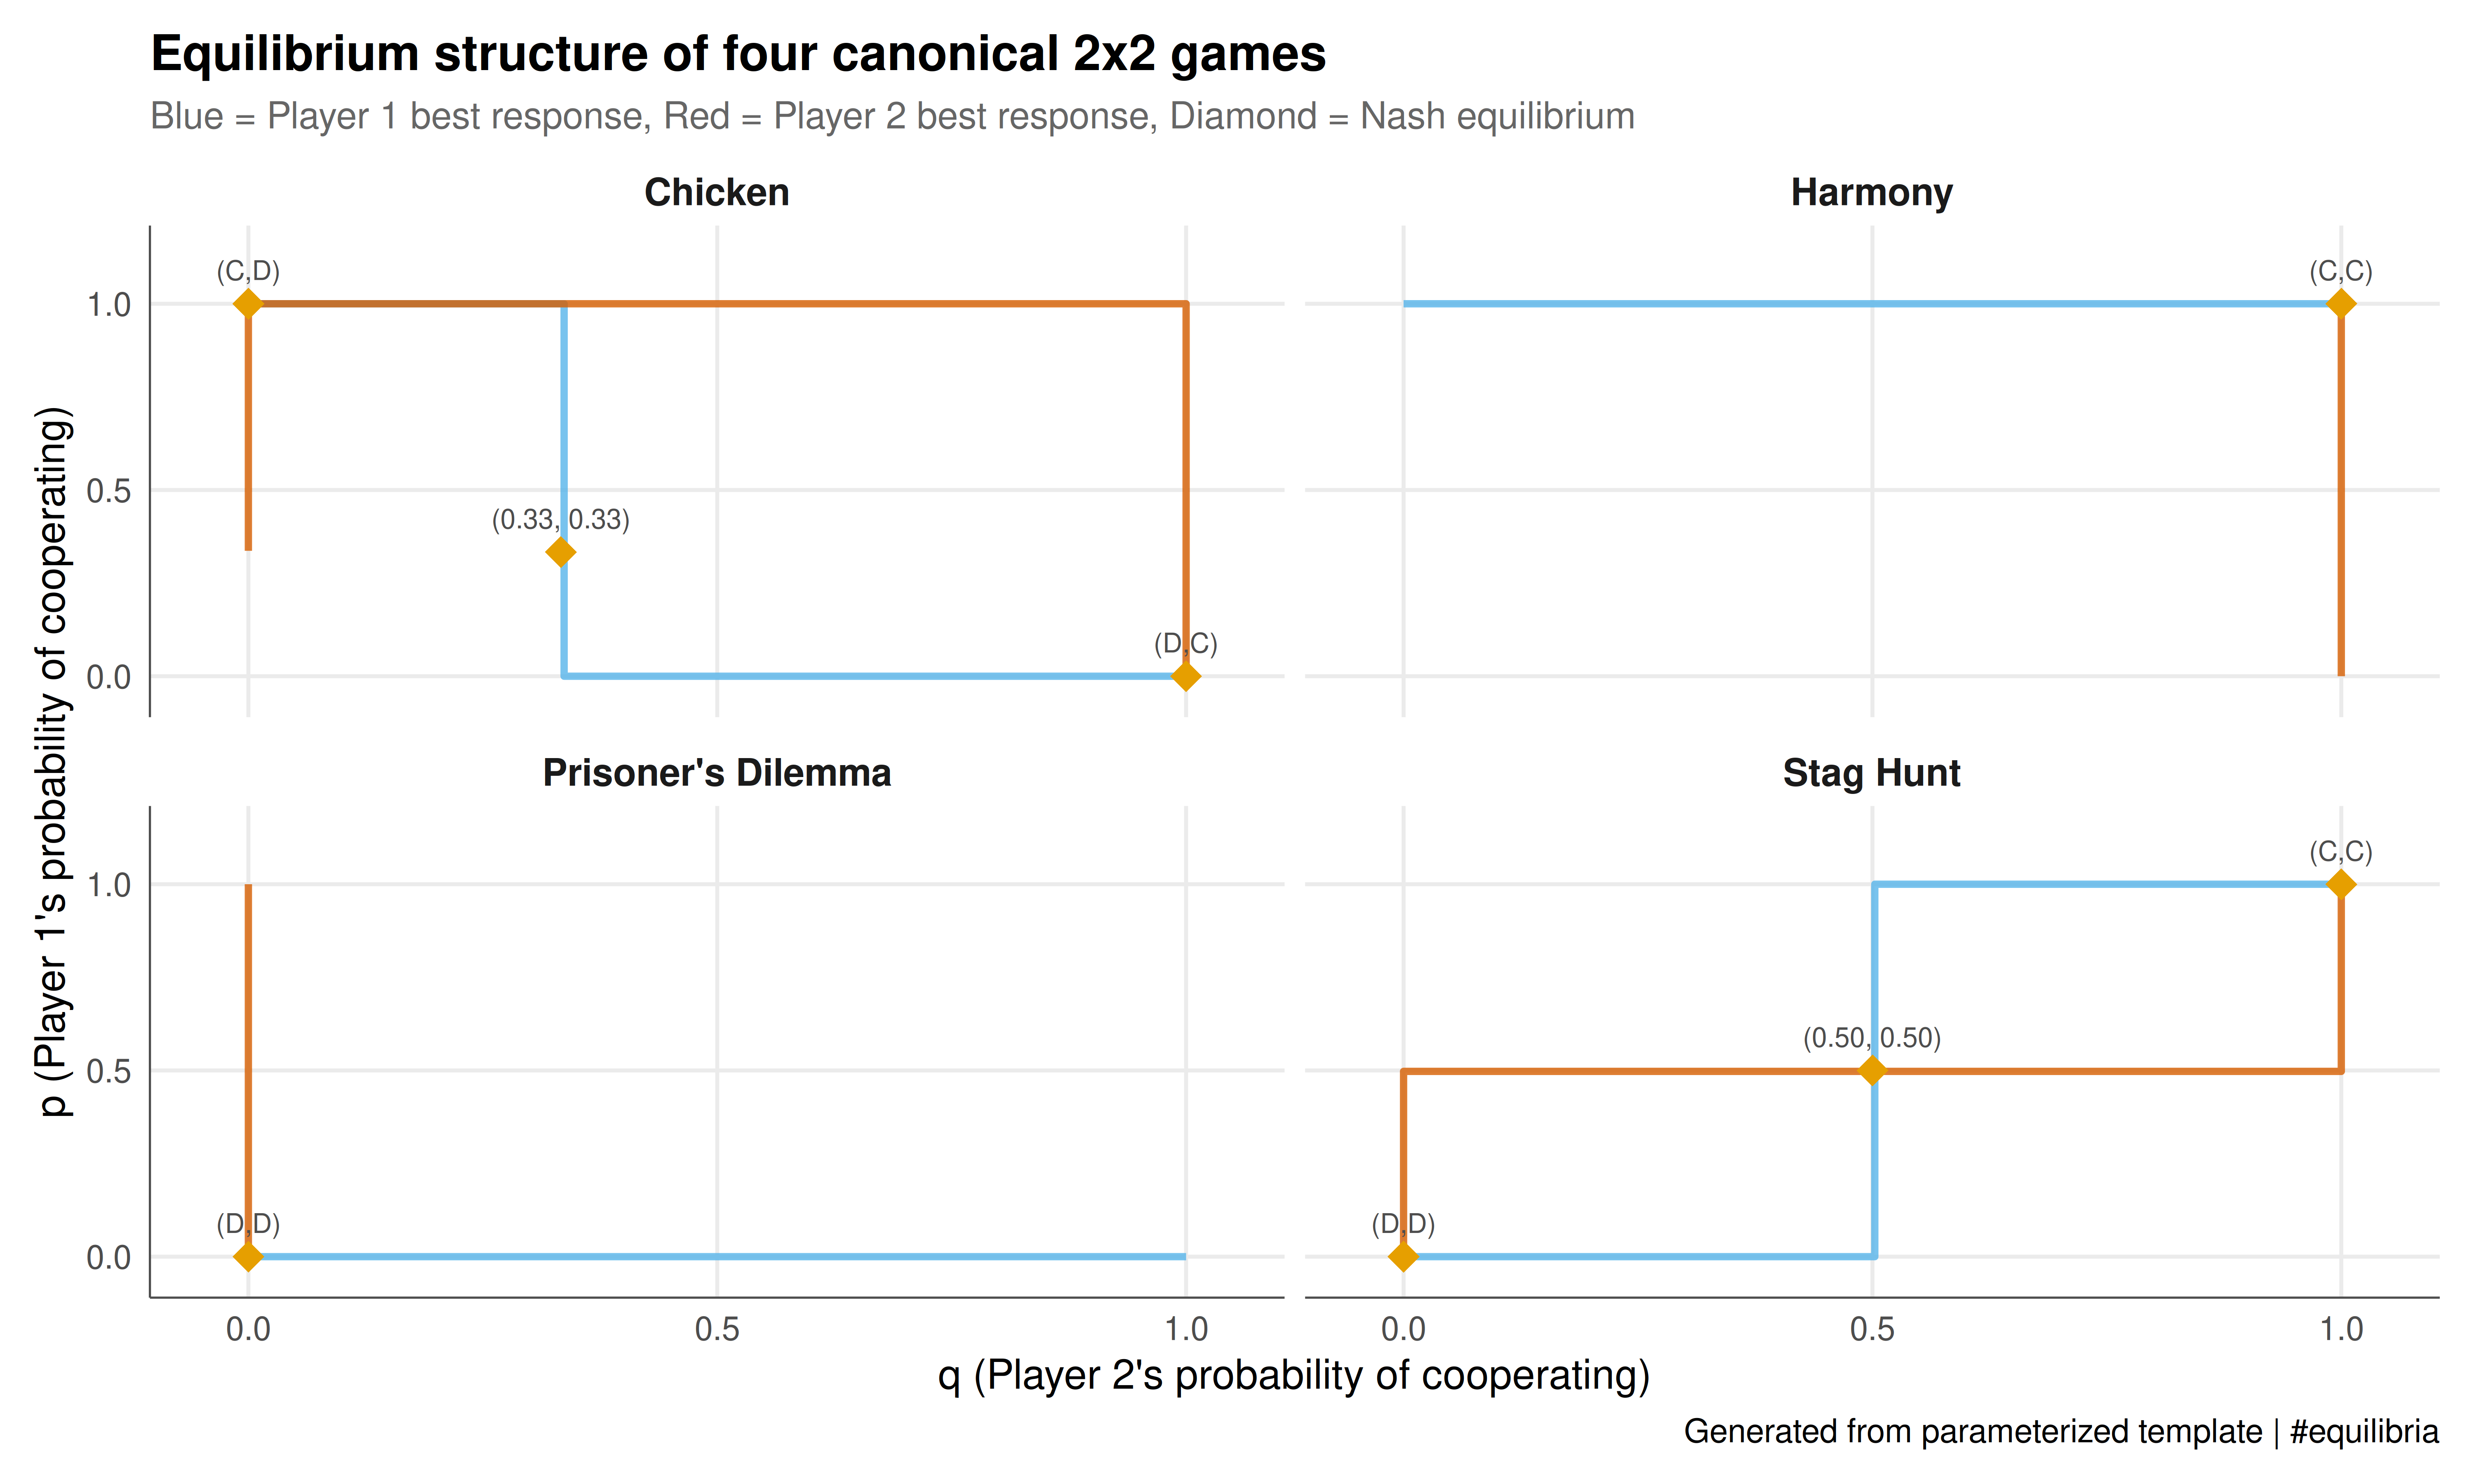 Equilibrium structure of four canonical 2x2 games
Blue = Player 1 best response, Red = Player 2 best response, Diamond = Nash equilibrium
Chicken
Harmony
(C,D)
(C,C)
1.0
0.5
(0.33, 0.33)
(D,C)
0.0
Prisoner's Dilemma
Stag Hunt
(C,C)
1.0
(0.50, 0.50)
0.5
(D,D)
(D,D)
0.0
0.0 0.5 1.0 0.0 0.5 1.0
p (Player 1's probability of cooperating)
q (Player 2's probability of cooperating)
Generated from parameterized template | #equilibria